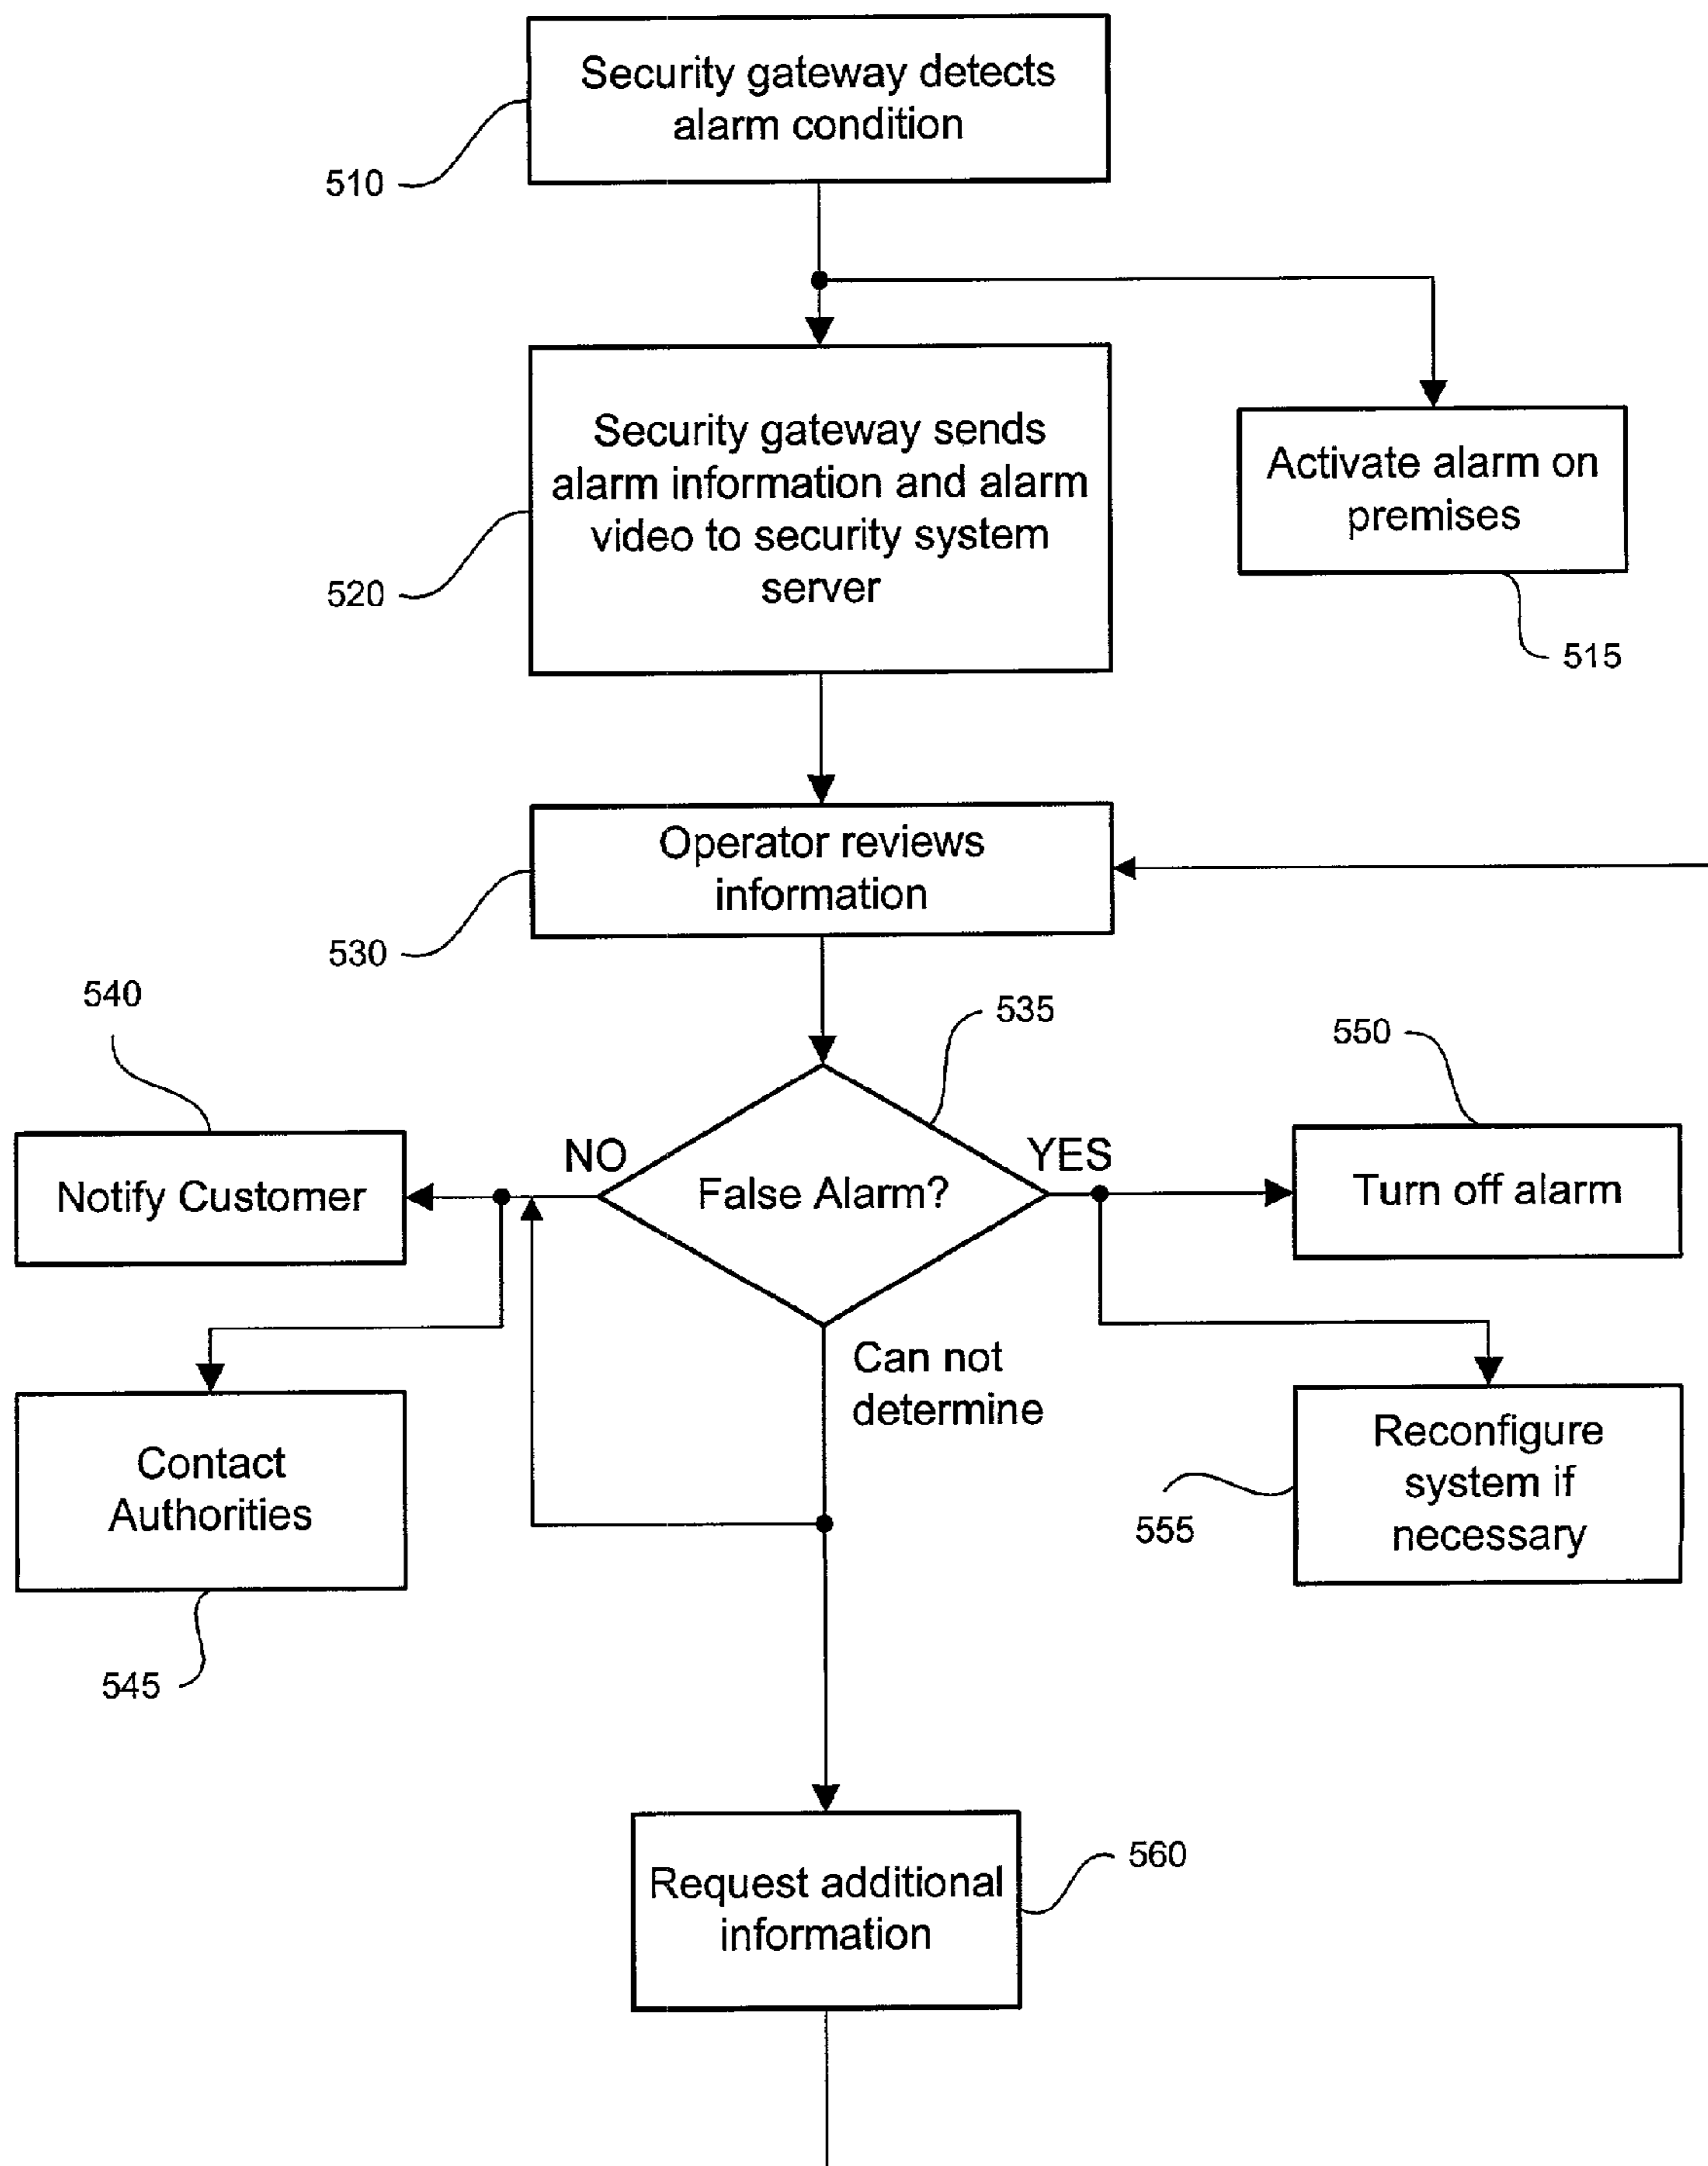 Security gateway detects
alarm condition
510
Security gateway sends
alarm information and alarm
video to security system
server
520
Activate alarm on
premises
515
Operator reviews
information
530
540
535
550
NO
YES
Notify Customer
False Alarm?
Turn off alarm
Can not
determine
Contact
Authorities
545
Reconfigure
system if
necessary
555
560
Request additional
information